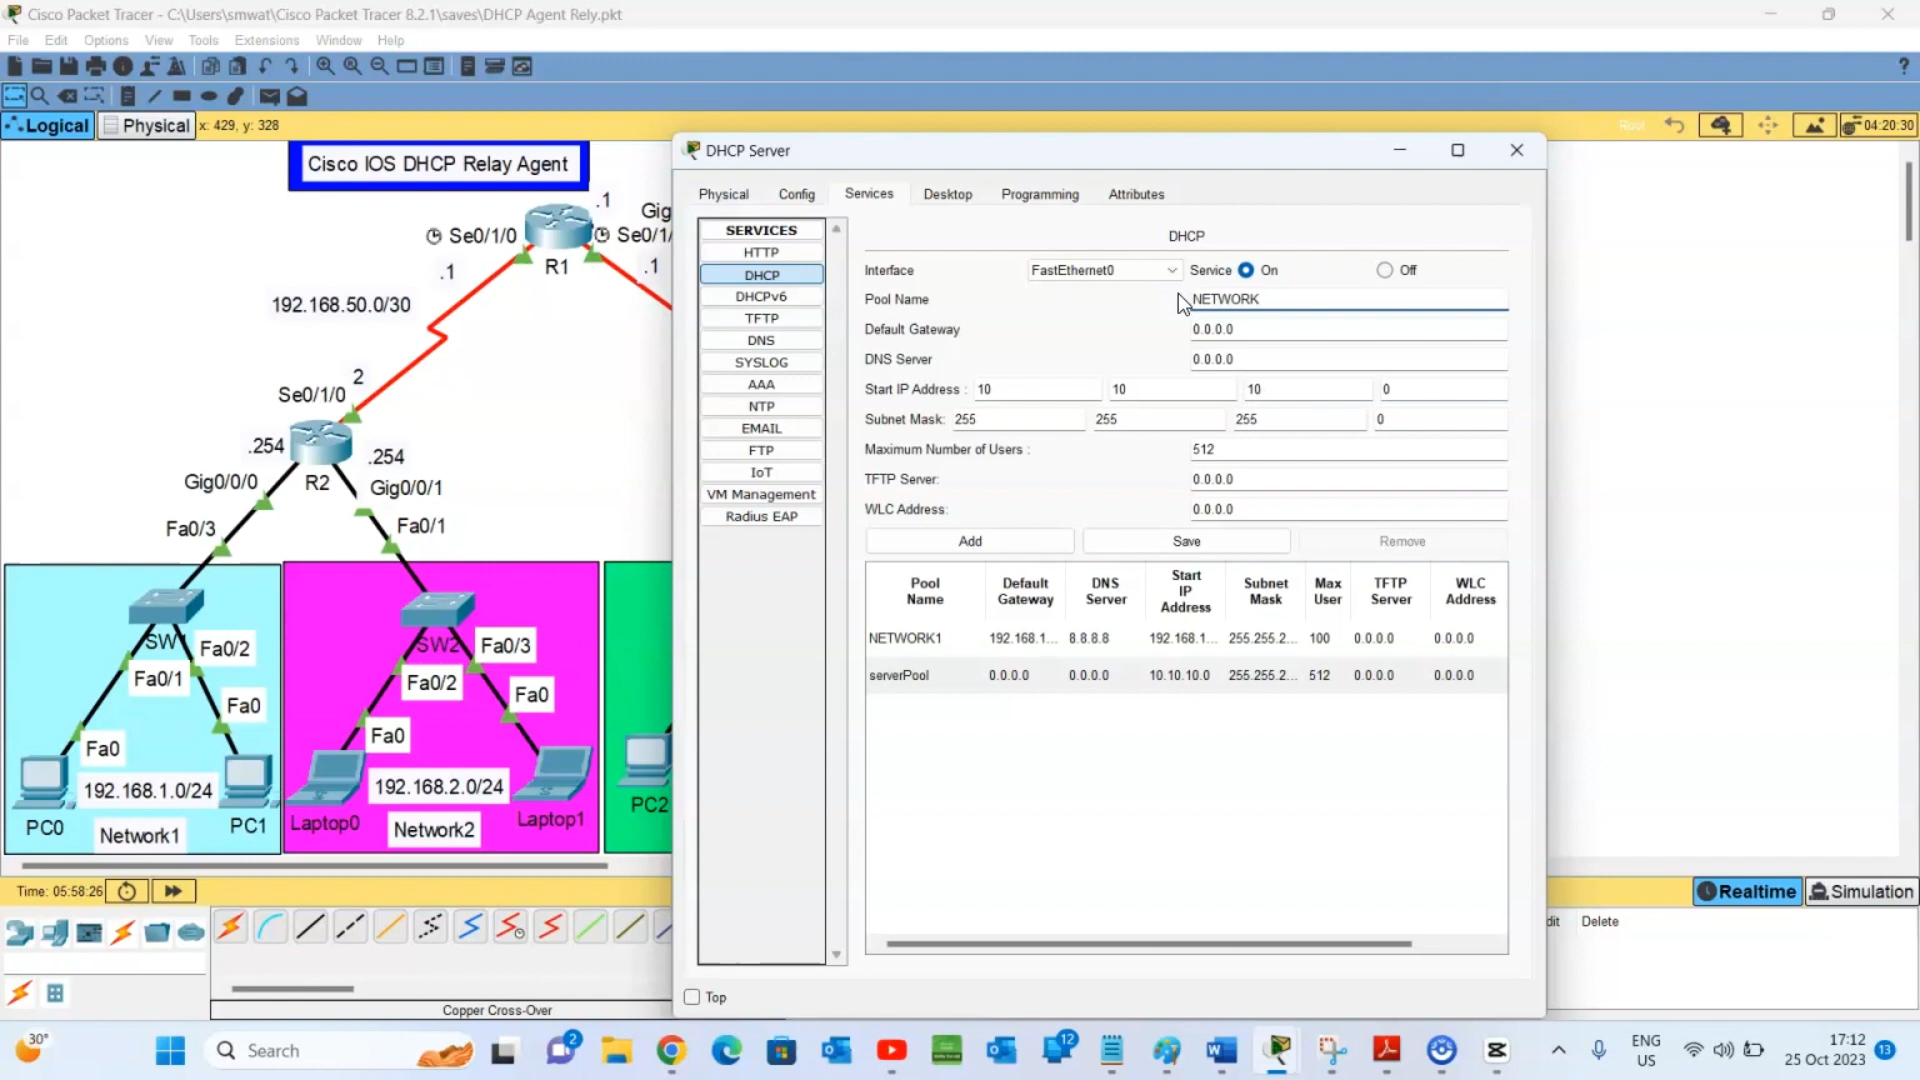 Cisco Packet Tracer - C:\Users\smwat\Cisco Packet Tracer 8.2.1\saves\DHCP Agent Rely.pkt
File Edit Options View Tools Extensions Window Help
?
Logical Physical x: 429, y: 328
Root
04:20:30
Cisco IOS DHCP Relay Agent
.1
Gig
Se0/1/0
Se0/1/
R1
.1
.1
192.168.50.0/30
2
Se0/1/0
.254
.254
R2
Gig0/0/0
Gig0/0/1
Fa0/3
Fa0/1
SW1
Fa0/2
Fa0/1
Fa0
Fa0
192.168.1.0/24
PC0
PC1
Network1
SW2
Fa0/3
Fa0/2
Fa0
Fa0
192.168.2.0/24
Laptop0
Laptop1
Network2
PC2
DHCP Server
Physical Config Services Desktop Programming Attributes
SERVICES
HTTP
DHCP
DHCPv6
TFTP
DNS
SYSLOG
AAA
NTP
EMAIL
FTP
IoT
VM Management
Radius EAP
DHCP
Interface FastEthernet0 Service On Off
Pool Name NETWORK
Default Gateway 0.0.0.0
DNS Server 0.0.0.0
Start IP Address : 10 10 10 0
Subnet Mask: 255 255 255 0
Maximum Number of Users : 512
TFTP Server: 0.0.0.0
WLC Address: 0.0.0.0
Add Save Remove
Pool Name Default Gateway DNS Server Start IP Address Subnet Mask Max User TFTP Server WLC Address
NETWORK1 192.168.1... 8.8.8.8 192.168.1... 255.255.2... 100 0.0.0.0 0.0.0.0
serverPool 0.0.0.0 0.0.0.0 10.10.10.0 255.255.2... 512 0.0.0.0 0.0.0.0
Top
Time: 05:58:26
Realtime Simulation
dit Delete
Copper Cross-Over
30°
Search
2
12
ENG
US
17:12
25 Oct 2023
13